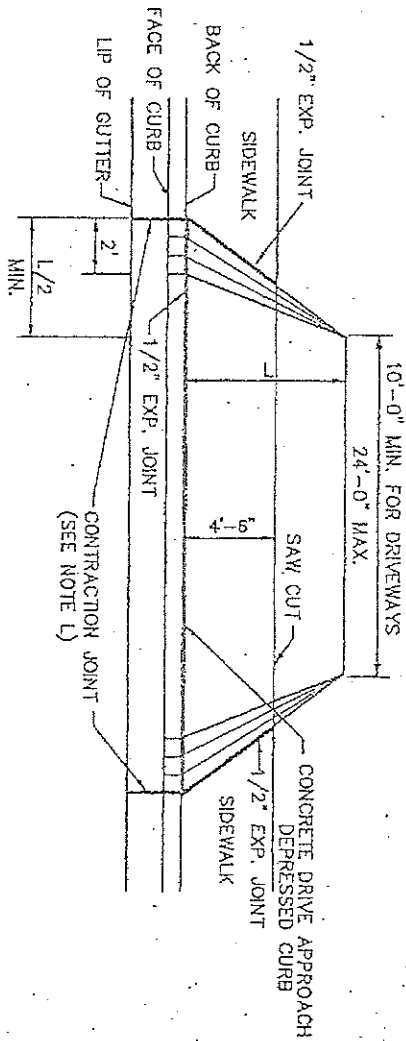 10'-0" MIN. FOR DRIVEWAYS
24'-0" MAX.
1/2" EXP. JOINT
SIDEWALK
BACK OF CURB
FACE OF CURB
LIP OF GUTTER
L
4'-6"
SAW CUT
CONCRETE DRIVE APPROACH
DEPRESSED CURB
1/2" EXP. JOINT
SIDEWALK
2'
L/2
MIN.
1/2" EXP. JOINT
CONTRACTION JOINT
(SEE NOTE L)